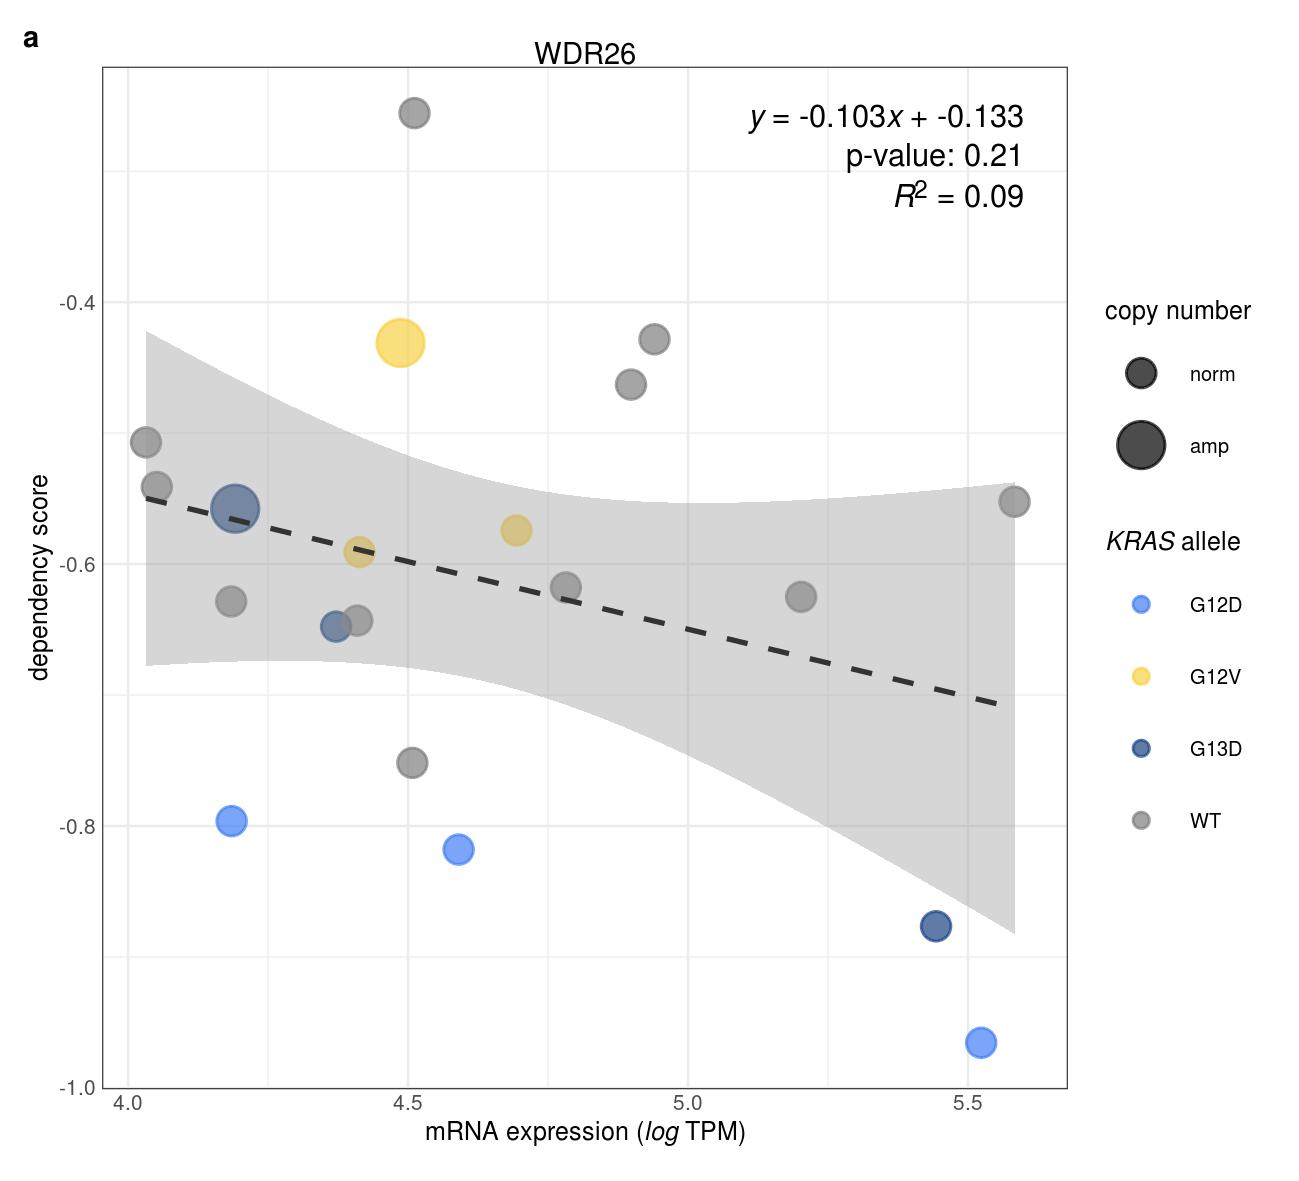 a
WDR26
y = -0.103x + -0.133
p-value: 0.21
R² = 0.09
dependency score
-0.4
-0.6
-0.8
-1.0
4.0 4.5 5.0 5.5
mRNA expression (log TPM)
copy number
norm
amp
KRAS allele
G12D
G12V
G13D
WT